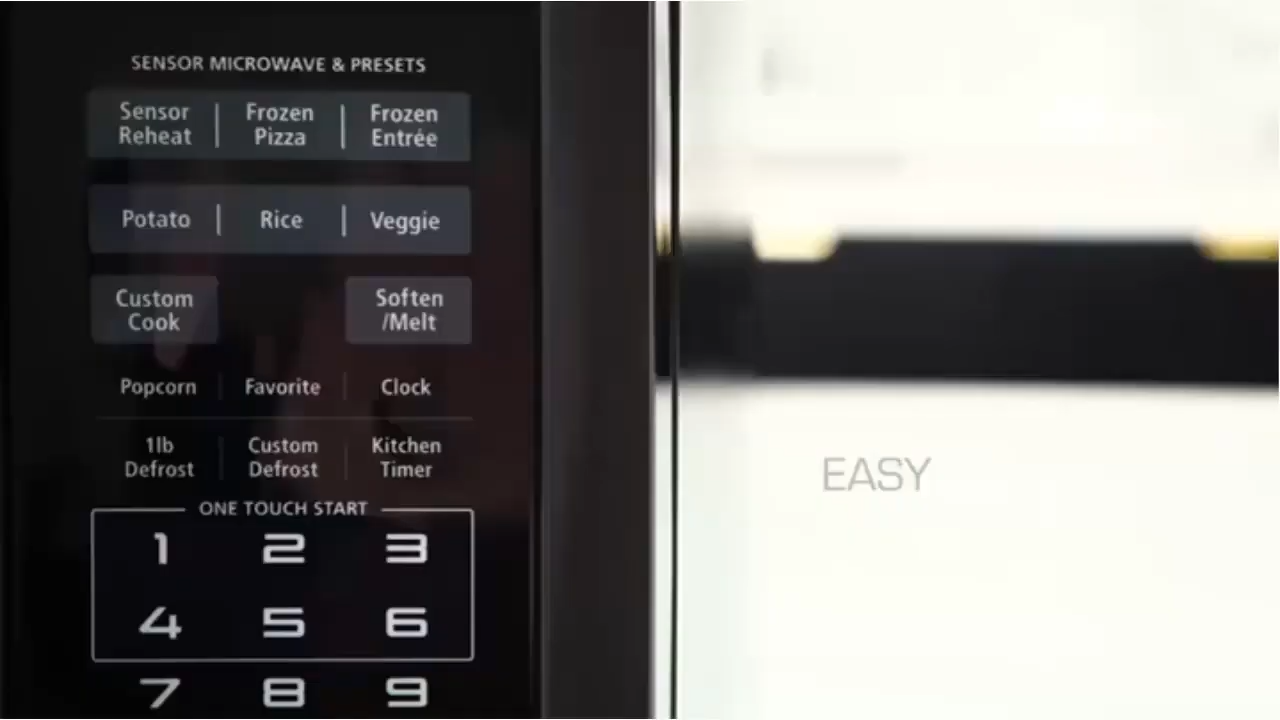 SENSOR MICROWAVE & PRESETS
Sensor Reheat | Frozen Pizza | Frozen Entrée
Potato | Rice | Veggie
Custom Cook
Soften /Melt
Popcorn | Favorite | Clock
1lb Defrost | Custom Defrost | Kitchen Timer
ONE TOUCH START
1 2 3
4 5 6
7 8 9
EASY